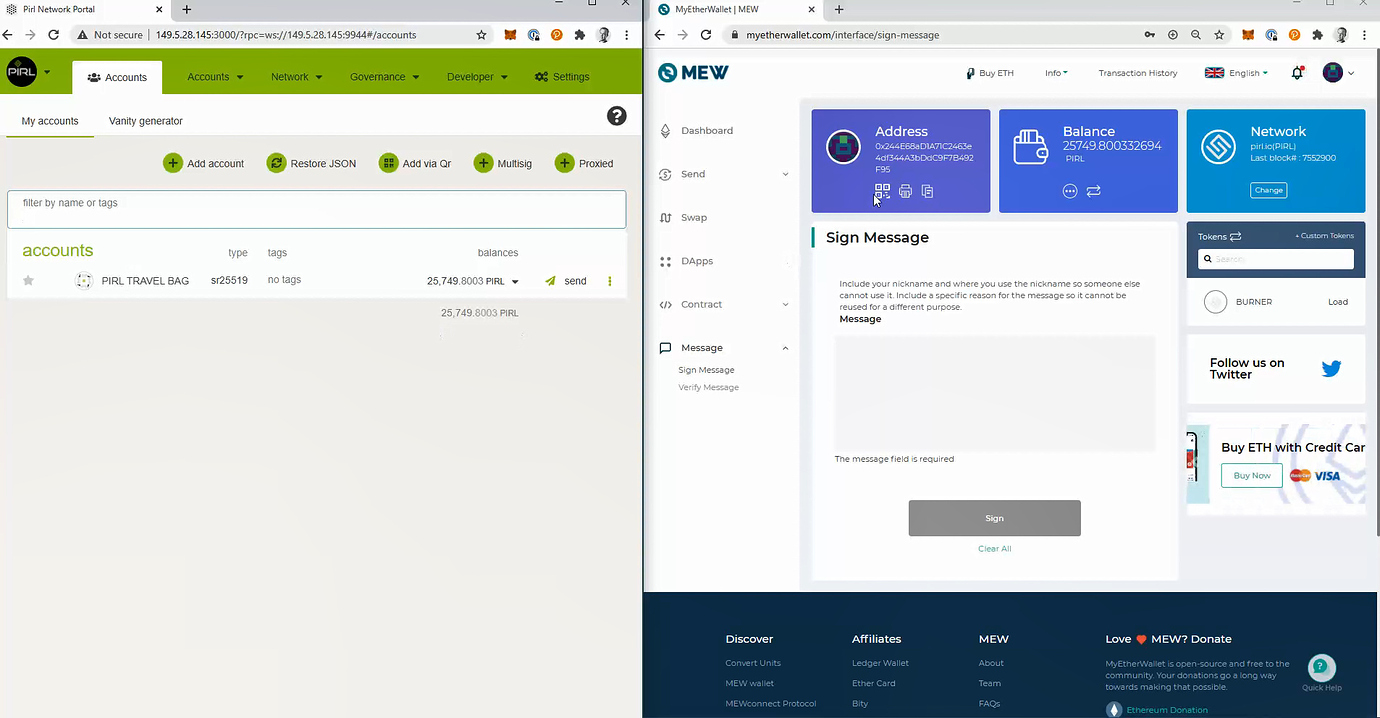 Pirl Network Portal
Not secure
149.5.28.145:3000/?rpc=ws://149.5.28.145:9944#/accounts
PIRL
Accounts
Accounts
Network
Governance
Developer
Settings
My accounts
Vanity generator
?
Add account
Restore JSON
Add via Qr
Multisig
Proxied
filter by name or tags
accounts
type
tags
balances
PIRL TRAVEL BAG
sr25519
no tags
25,749.8003 PIRL
send
25,749.8003 PIRL
MyEtherWallet | MEW
myetherwallet.com/interface/sign-message
MEW
Buy ETH
Info
Transaction History
English
Dashboard
Send
Swap
DApps
Contract
Message
Sign Message
Verify Message
Address
0x244E68aD1A71C2463e
4df344A3bDdC9F7B492
F95
Balance
25749.800332694
PIRL
Network
pirl.io(PIRL)
Last block# : 7552900
Change
Sign Message
Include your nickname and where you use the nickname so someone else
cannot use it. Include a specific reason for the message so it cannot be
reused for a different purpose.
Message
The message field is required
Sign
Clear All
Tokens
+ Custom Tokens
Search
BURNER
Load
Follow us on
Twitter
Buy ETH with Credit Car
Buy Now
VISA
Discover
Convert Units
MEW wallet
MEWconnect Protocol
Affiliates
Ledger Wallet
Ether Card
Bity
MEW
About
Team
FAQs
Love MEW? Donate
MyEtherWallet is open-source and free to the
community. Your donations go a long way
towards making that possible.
Ethereum Donation
?
Quick Help